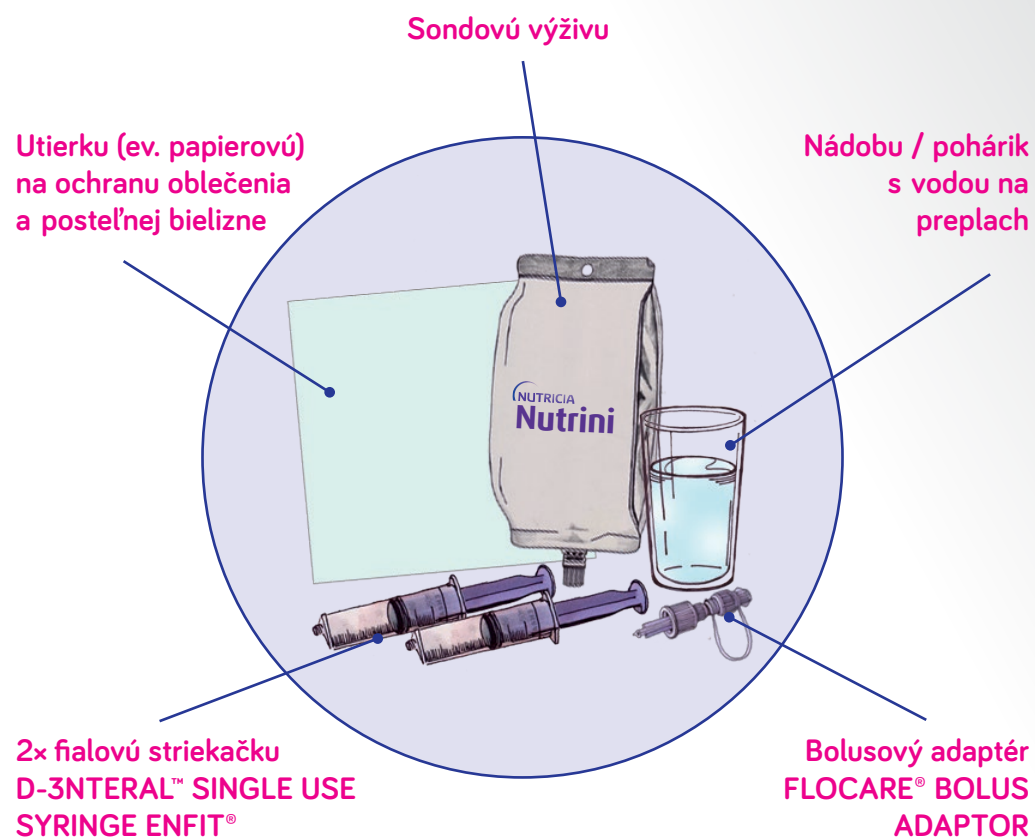 Sondovú výživu
Utierku (ev. papierovú)
na ochranu oblečenia
a posteľnej bielizne
Nádobu / pohárik
s vodou na
preplach
NUTRICIA
Nutrini
2× fialovú striekačku
D-3NTERAL™ SINGLE USE
SYRINGE ENFIT®
Bolusový adaptér
FLOCARE® BOLUS
ADAPTOR